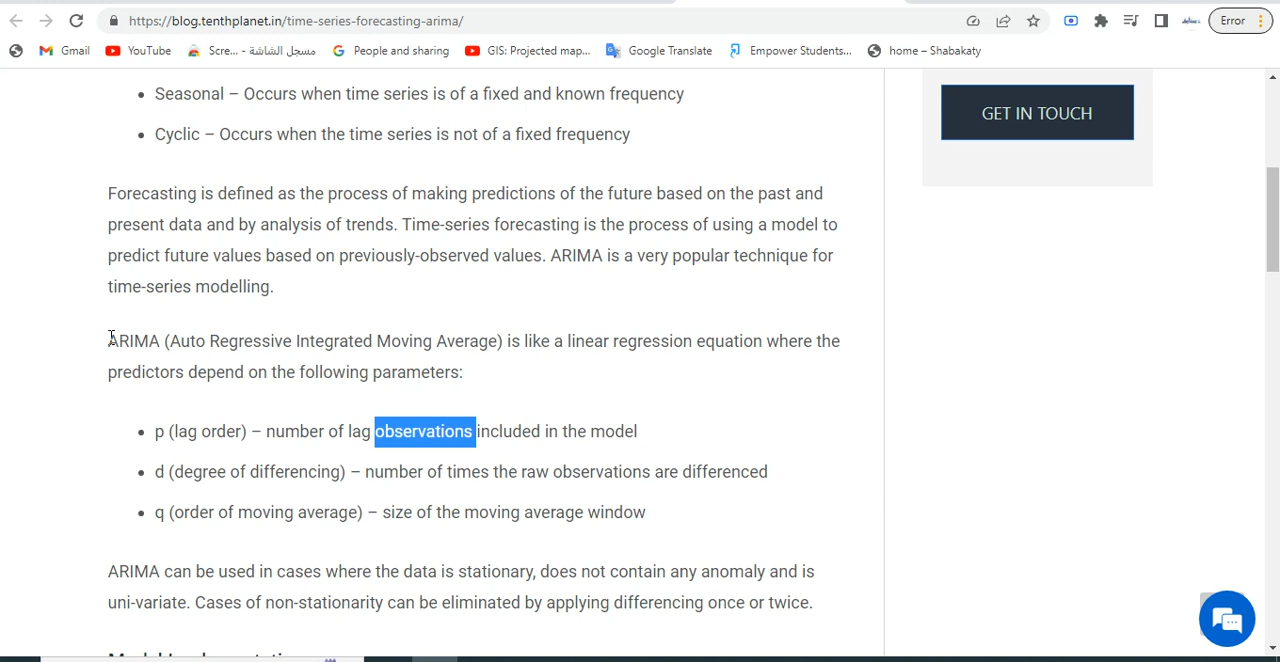 https://blog.tenthplanet.in/time-series-forecasting-arima/
Error
Gmail
YouTube
Scre... - مسجل الشاشة
People and sharing
GIS: Projected map...
Google Translate
Empower Students...
home – Shabakaty
Seasonal – Occurs when time series is of a fixed and known frequency
Cyclic – Occurs when the time series is not of a fixed frequency
GET IN TOUCH
Forecasting is defined as the process of making predictions of the future based on the past and
present data and by analysis of trends. Time-series forecasting is the process of using a model to
predict future values based on previously-observed values. ARIMA is a very popular technique for
time-series modelling.
ARIMA (Auto Regressive Integrated Moving Average) is like a linear regression equation where the
predictors depend on the following parameters:
p (lag order) – number of lag observations included in the model
d (degree of differencing) – number of times the raw observations are differenced
q (order of moving average) – size of the moving average window
ARIMA can be used in cases where the data is stationary, does not contain any anomaly and is
uni-variate. Cases of non-stationarity can be eliminated by applying differencing once or twice.